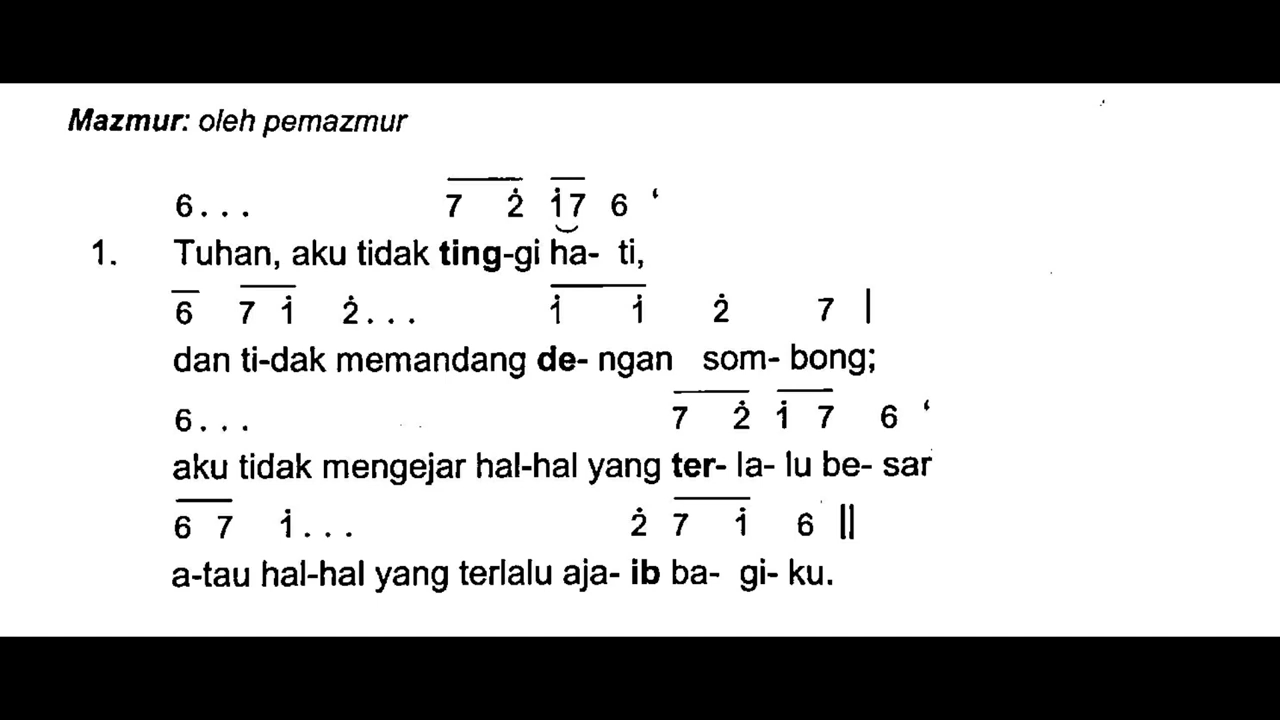 Mazmur: oleh pemazmur
6... 7 2̇ 1̇7 6 ‘
1. Tuhan, aku tidak ting-gi ha- ti,
6 7 1̇ 2̇... 1̇ 1̇ 2̇ 7 |
dan ti-dak memandang de- ngan som- bong;
6... 7 2̇ 1̇ 7 6 ‘
aku tidak mengejar hal-hal yang ter- la- lu be- sar
6 7 1̇... 2̇ 7 1̇ 6 ||
a-tau hal-hal yang terlalu aja- ib ba- gi- ku.